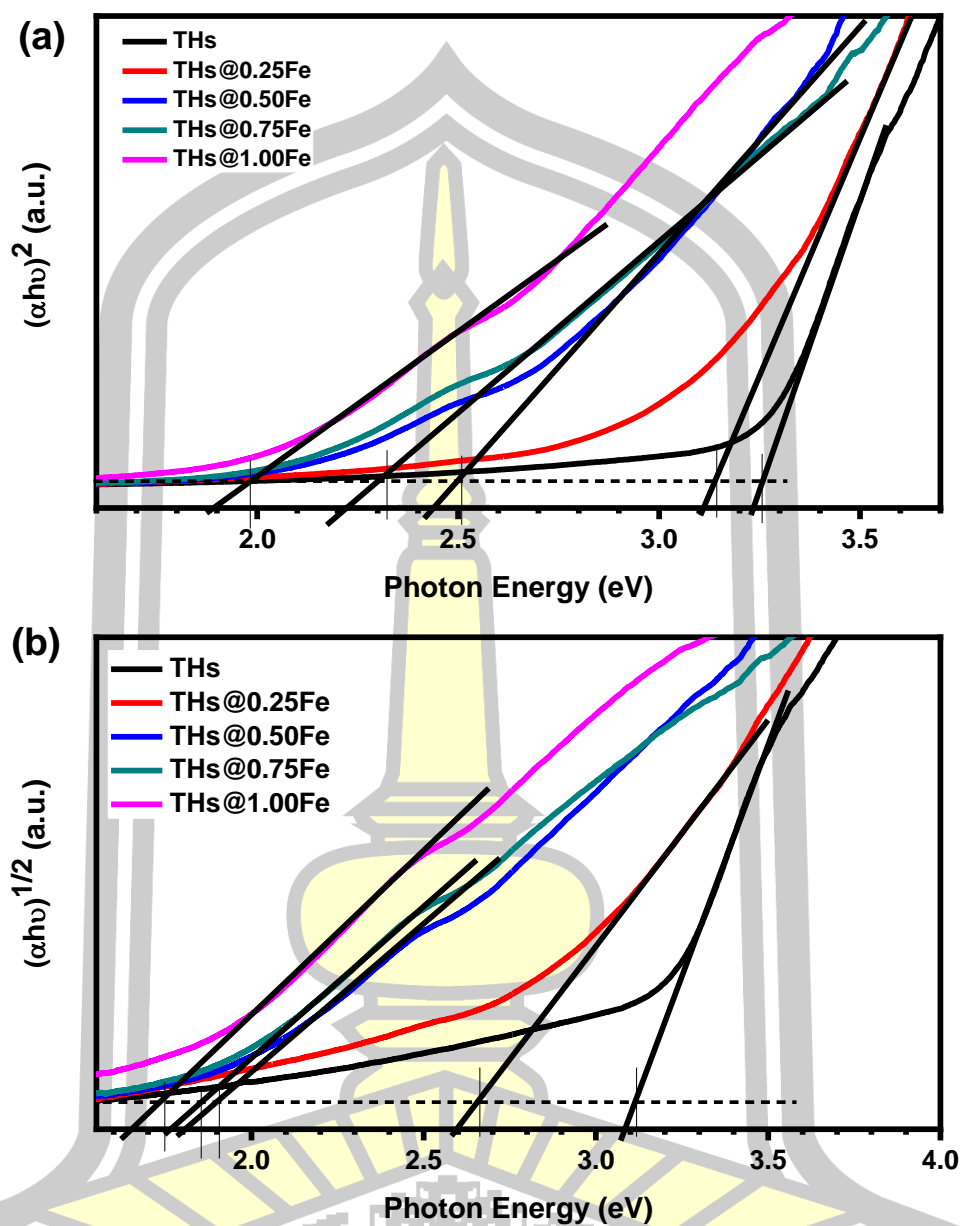 (a)
THs
THs@0.25Fe
THs@0.50Fe
THs@0.75Fe
THs@1.00Fe
(αhυ)2 (a.u.)
2.0 2.5 3.0 3.5
Photon Energy (eV)
(b)
THs
THs@0.25Fe
THs@0.50Fe
THs@0.75Fe
THs@1.00Fe
(αhυ)1/2 (a.u.)
2.0 2.5 3.0 3.5 4.0
Photon Energy (eV)